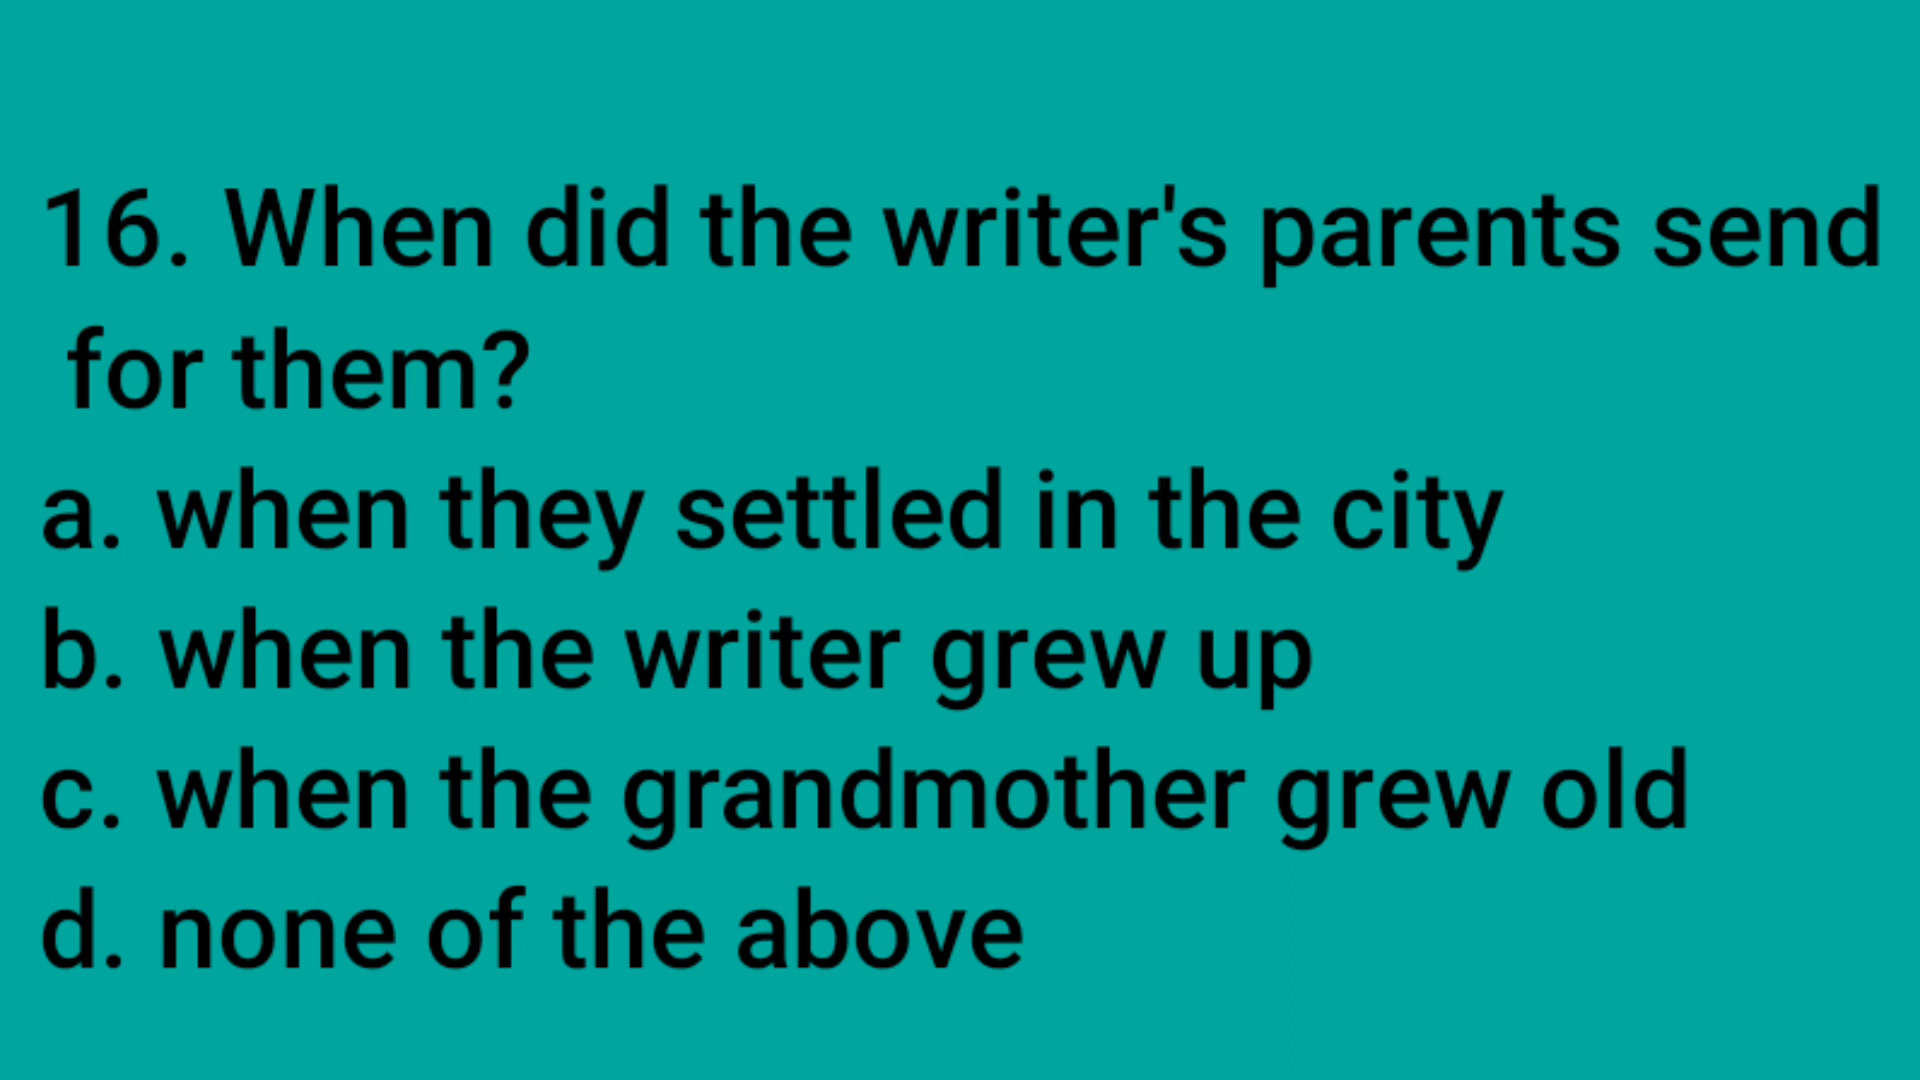 16. When did the writer's parents send
for them?
a. when they settled in the city
b. when the writer grew up
c. when the grandmother grew old
d. none of the above